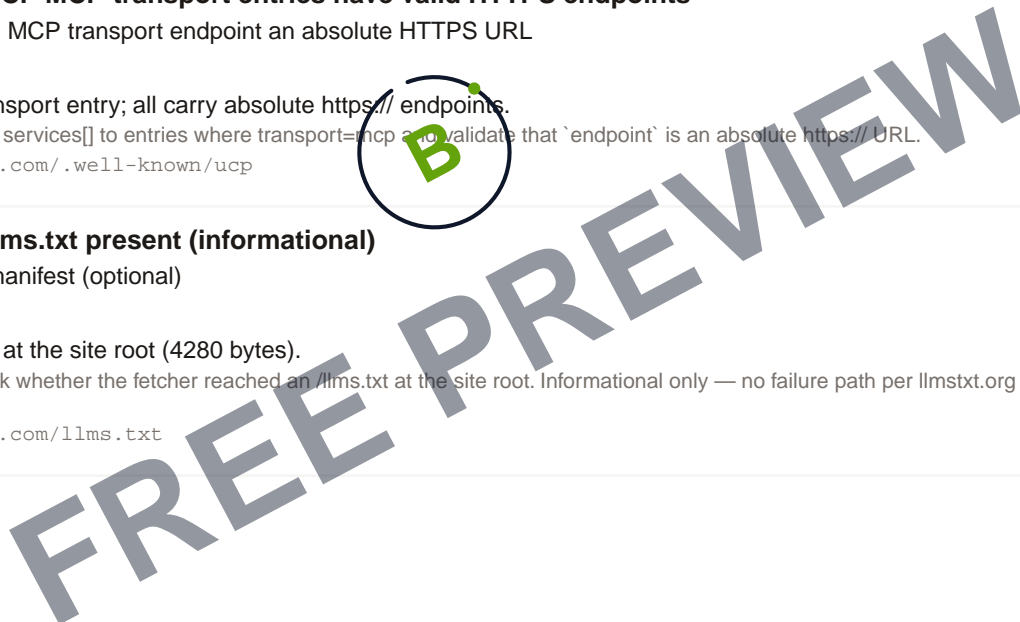 MCP transport entries have valid HTTPS endpoints
MCP transport endpoint an absolute HTTPS URL
nsport entry; all carry absolute https:// endpoints.
services[] to entries where transport=mcp and validate that `endpoint` is an absolute https:// URL.
.com/.well-known/ucp
B
lms.txt present (informational)
manifest (optional)
at the site root (4280 bytes).
k whether the fetcher reached an /llms.txt at the site root. Informational only — no failure path per llmstxt.org
.com/llms.txt
FREE PREVIEW